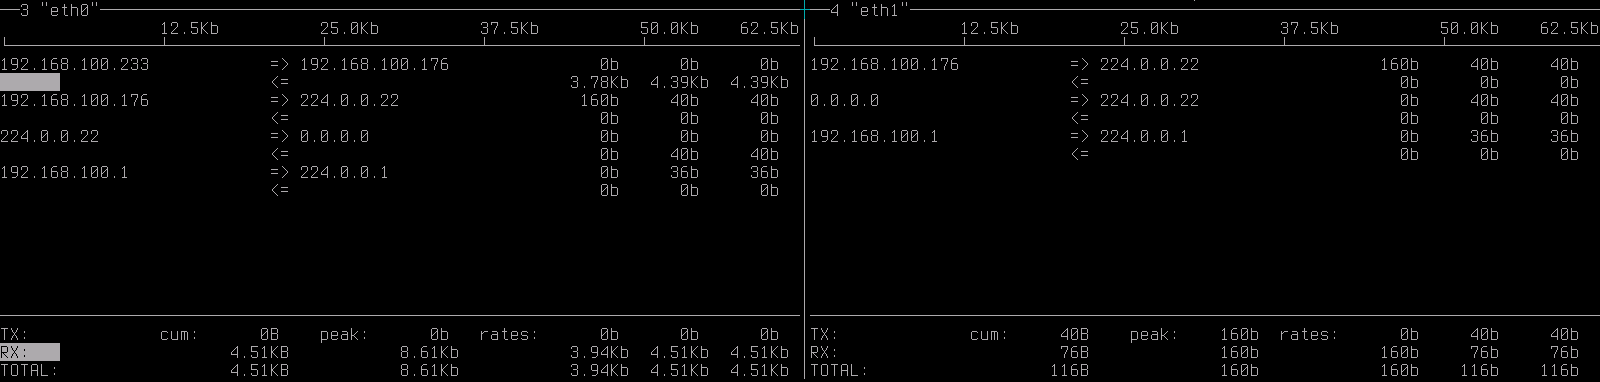 3 "eth0"
12.5Kb 25.0Kb 37.5Kb 50.0Kb 62.5Kb
192.168.100.233 => 192.168.100.176 0b 0b 0b
<= 3.78Kb 4.39Kb 4.39Kb
192.168.100.176 => 224.0.0.22 160b 40b 40b
<= 0b 0b 0b
224.0.0.22 => 0.0.0.0 0b 0b 0b
<= 0b 40b 40b
192.168.100.1 => 224.0.0.1 0b 36b 36b
<= 0b 0b 0b
TX: cum: 0B peak: 0b rates: 0b 0b 0b
RX: 4.51KB 8.61Kb 3.94Kb 4.51Kb 4.51Kb
TOTAL: 4.51KB 8.61Kb 3.94Kb 4.51Kb 4.51Kb
4 "eth1"
12.5Kb 25.0Kb 37.5Kb 50.0Kb 62.5Kb
192.168.100.176 => 224.0.0.22 160b 40b 40b
<= 0b 0b 0b
0.0.0.0 => 224.0.0.22 0b 40b 40b
<= 0b 0b 0b
192.168.100.1 => 224.0.0.1 0b 36b 36b
<= 0b 0b 0b
TX: cum: 40B peak: 160b rates: 0b 40b 40b
RX: 76B 160b 160b 76b 76b
TOTAL: 116B 160b 160b 116b 116b